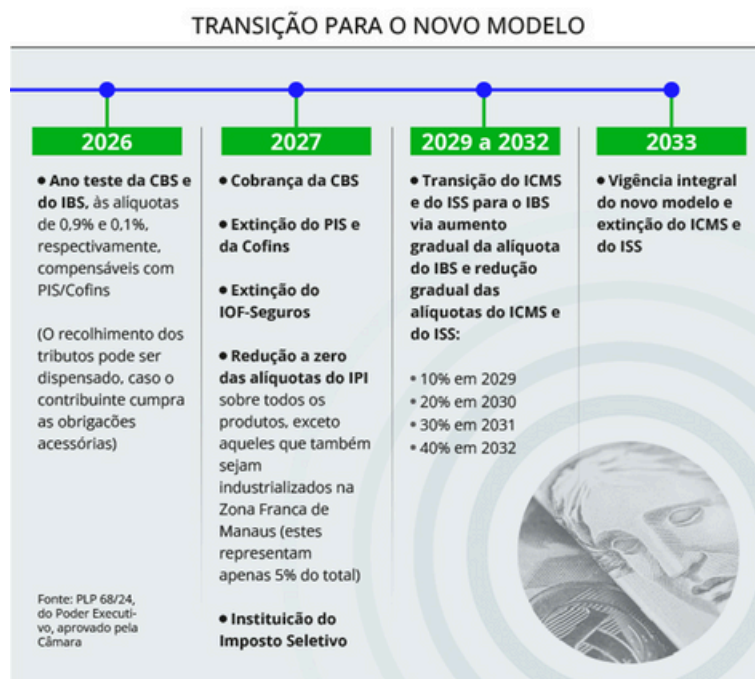 TRANSIÇÃO PARA O NOVO MODELO
2026
• Ano teste da CBS e
do IBS, às alíquotas
de 0,9% e 0,1%,
respectivamente,
compensáveis com
PIS/Cofins
(O recolhimento dos
tributos pode ser
dispensado, caso o
contribuinte cumpra
as obrigacões
acessórias)
Fonte: PLP 68/24,
do Poder Executi-
vo, aprovado pela
Câmara
2027
• Cobrança da CBS
• Extinção do PIS e
da Cofins
• Extinção do
IOF-Seguros
• Redução a zero
das alíquotas do IPI
sobre todos os
produtos, exceto
aqueles que também
sejam
industrializados na
Zona Franca de
Manaus (estes
representam
apenas 5% do total)
• Instituicão do
Imposto Seletivo
2029 a 2032
• Transição do ICMS
e do ISS para o IBS
via aumento
gradual da alíquota
do IBS e redução
gradual das
alíquotas do ICMS e
do ISS:
• 10% em 2029
• 20% em 2030
• 30% em 2031
• 40% em 2032
2033
• Vigência integral
do novo modelo e
extinção do ICMS e
do ISS